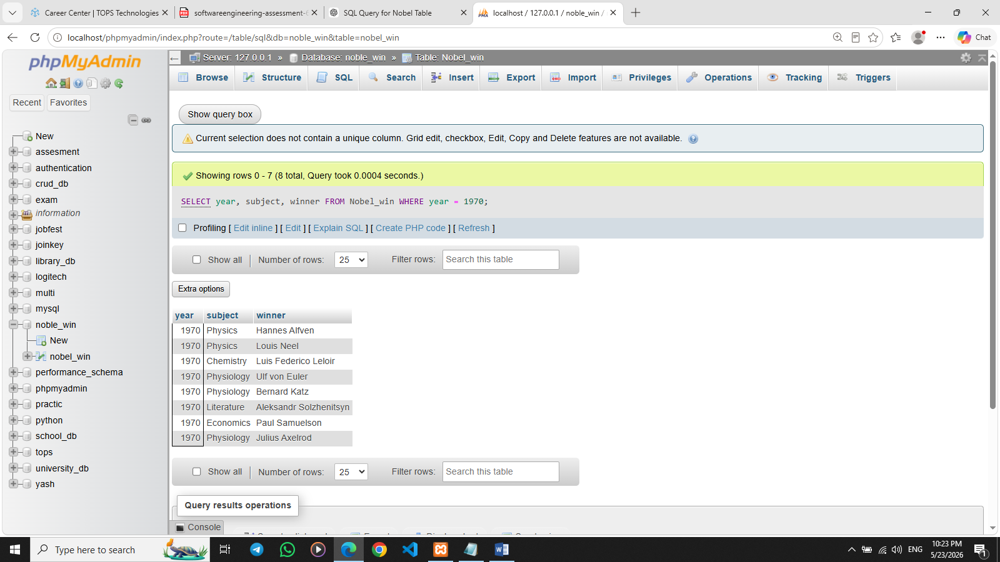 Career Center | TOPS Technologies
softwareengineering-assessment-
SQL Query for Nobel Table
localhost / 127.0.0.1 / noble_win /
localhost/phpmyadmin/index.php?route=/table/sql&db=noble_win&table=nobel_win
Chat
phpMyAdmin
Recent
Favorites
New
assesment
authentication
crud_db
exam
information
jobfest
joinkey
library_db
logitech
multi
mysql
noble_win
New
nobel_win
performance_schema
phpmyadmin
practic
python
school_db
tops
university_db
yash
Server: 127.0.0.1 » Database: noble_win » Table: Nobel_win
Browse Structure SQL Search Insert Export Import Privileges Operations Tracking Triggers
Show query box
Current selection does not contain a unique column. Grid edit, checkbox, Edit, Copy and Delete features are not available.
Showing rows 0 - 7 (8 total, Query took 0.0004 seconds.)
SELECT year, subject, winner FROM Nobel_win WHERE year = 1970;
Profiling [ Edit inline ] [ Edit ] [ Explain SQL ] [ Create PHP code ] [ Refresh ]
Show all | Number of rows: 25 Filter rows: Search this table
Extra options
year subject winner
1970 Physics Hannes Alfven
1970 Physics Louis Neel
1970 Chemistry Luis Federico Leloir
1970 Physiology Ulf von Euler
1970 Physiology Bernard Katz
1970 Literature Aleksandr Solzhenitsyn
1970 Economics Paul Samuelson
1970 Physiology Julius Axelrod
Show all | Number of rows: 25 Filter rows: Search this table
Query results operations
Console
Type here to search
ENG
10:23 PM
5/23/2026
1